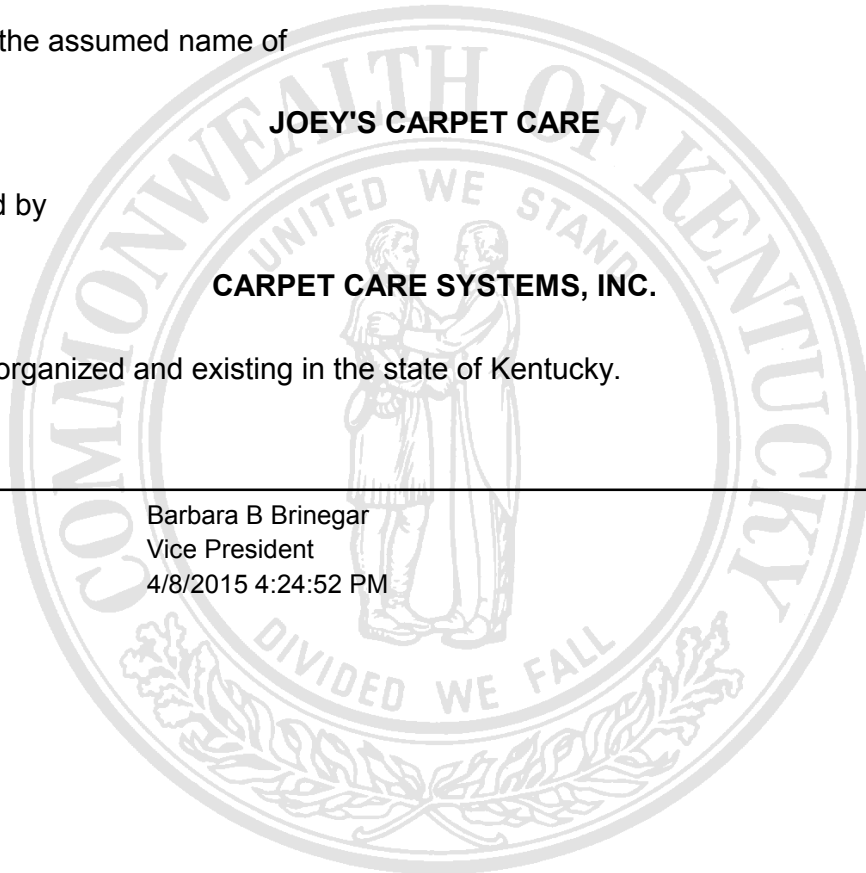 the assumed name of
JOEY'S CARPET CARE
d by
CARPET CARE SYSTEMS, INC.
organized and existing in the state of Kentucky.
Barbara B Brinegar
Vice President
4/8/2015 4:24:52 PM
COMMONWEALTH OF KENTUCKY
UNITED WE STAND
DIVIDED WE FALL